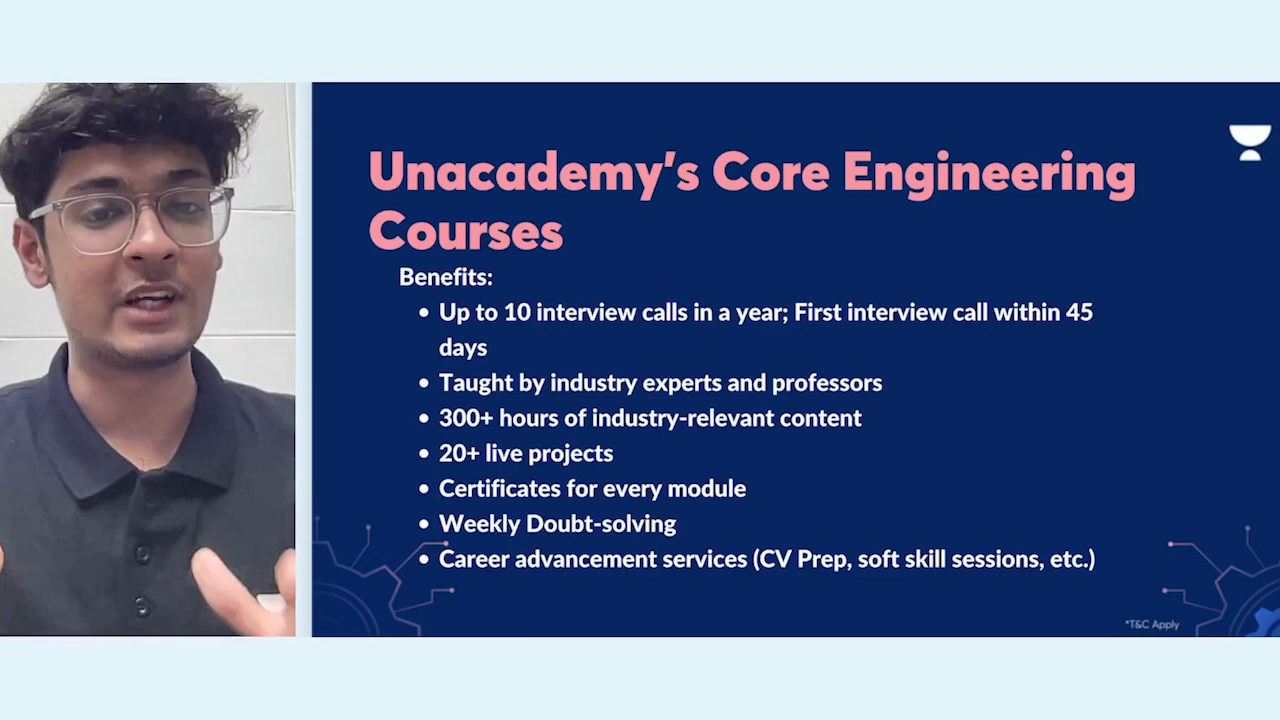 Unacademy's Core Engineering
Courses
Benefits:
• Up to 10 interview calls in a year; First interview call within 45
days
• Taught by industry experts and professors
• 300+ hours of industry-relevant content
• 20+ live projects
• Certificates for every module
• Weekly Doubt-solving
• Career advancement services (CV Prep, soft skill sessions, etc.)
*T&C Apply